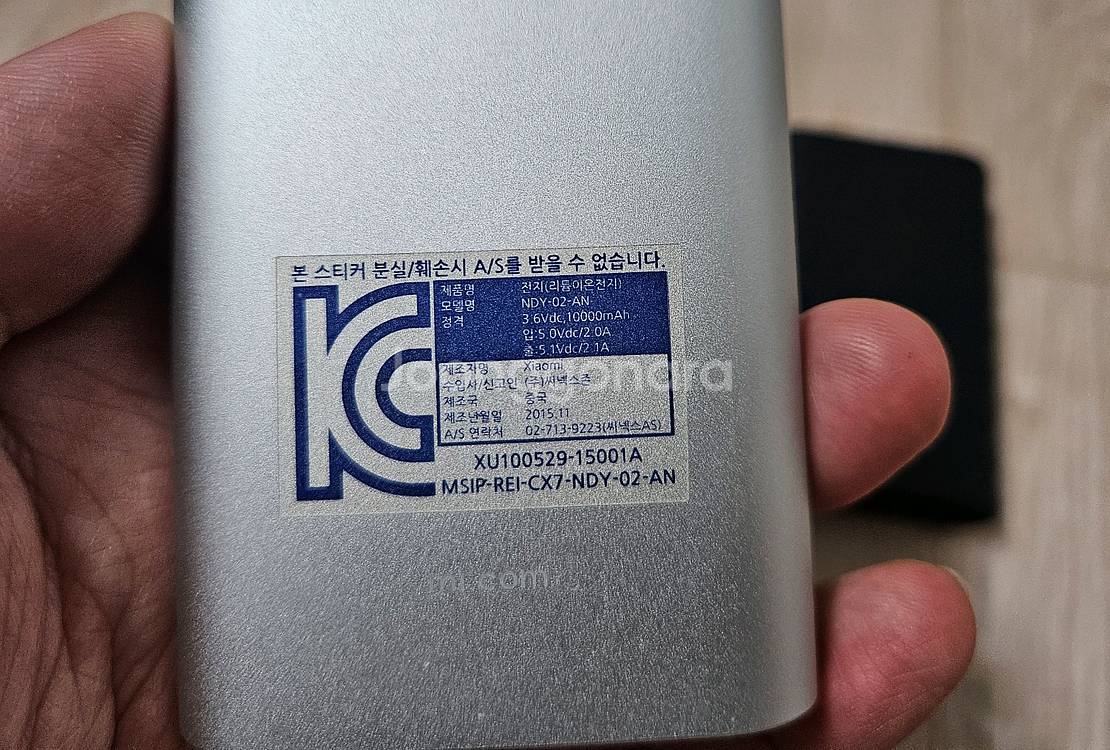 본 스티커 분실/훼손시 A/S를 받을 수 없습니다.
KC
제품명 전지(리튬이온전지)
모델명 NDY-02-AN
정격 3.6Vdc,10000mAh
입:5.0Vdc/2.0A
출:5.1Vdc/2.1A
제조자명 Xiaomi
수입사/신고인 (주)씨넥스존
제조국 중국
제조년월일 2015.11
A/S 연락처 02-713-9223(씨넥스AS)
XU100529-15001A
MSIP-REI-CX7-NDY-02-AN
mi.com
Joonggonara